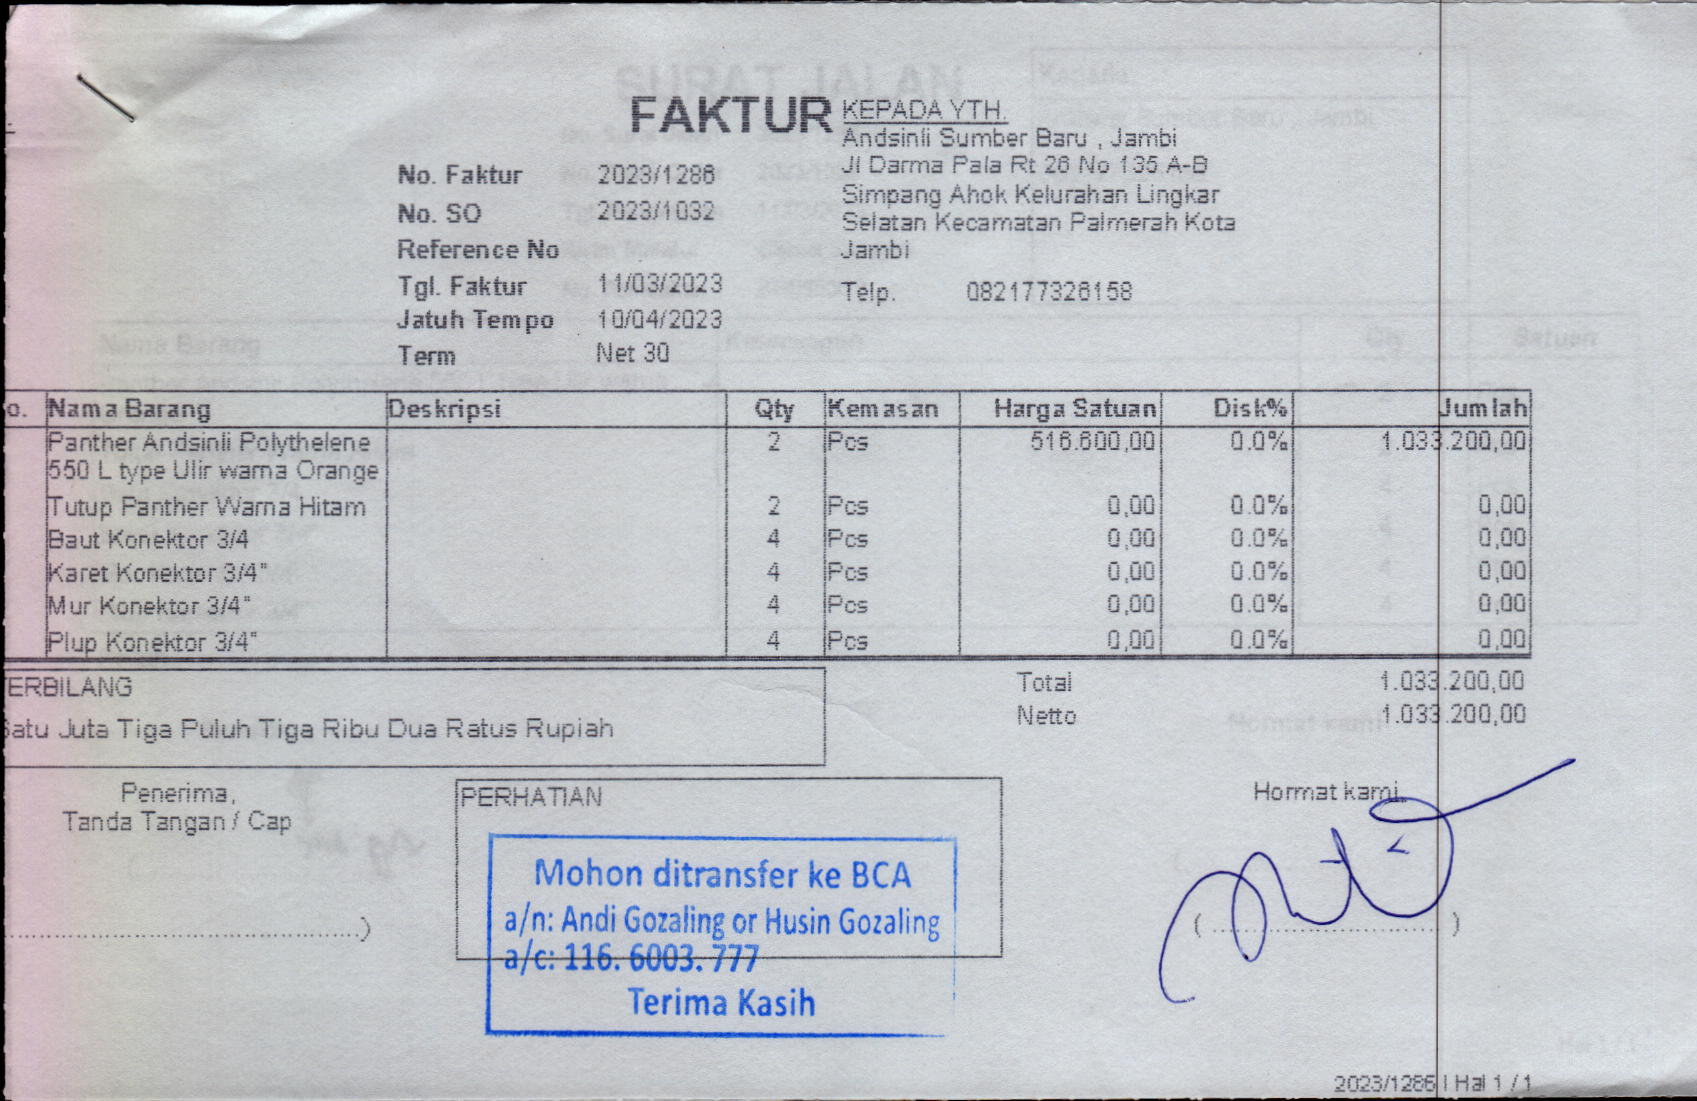 FAKTUR
No. Faktur 2023/1286
No. SO 2023/1032
Reference No
Tgl. Faktur 11/03/2023
Jatuh Tempo 10/04/2023
Term Net 30
KEPADA YTH.
Andsinli Sumber Baru , Jambi
Jl Darma Pala Rt 26 No 135 A-B
Simpang Ahok Kelurahan Lingkar
Selatan Kecamatan Palmerah Kota
Jambi
Telp. 082177326158
o. Nama Barang Deskripsi Qty Kemasan Harga Satuan Disk% Jumlah
Panther Andsinli Polythelene 2 Pcs 516.600,00 0.0% 1.033.200,00
550 L type Ulir warna Orange
Tutup Panther Warna Hitam 2 Pcs 0,00 0.0% 0,00
Baut Konektor 3/4 4 Pcs 0,00 0.0% 0,00
Karet Konektor 3/4" 4 Pcs 0,00 0.0% 0,00
Mur Konektor 3/4" 4 Pcs 0,00 0.0% 0,00
Plup Konektor 3/4" 4 Pcs 0,00 0.0% 0,00
ERBILANG
Satu Juta Tiga Puluh Tiga Ribu Dua Ratus Rupiah
Total 1.033.200,00
Netto 1.033.200,00
Penerima,
Tanda Tangan / Cap
PERHATIAN
Mohon ditransfer ke BCA
a/n: Andi Gozaling or Husin Gozaling
a/c: 116. 6003. 777
Terima Kasih
Hormat kami,
2023/1286 | Hal 1 / 1